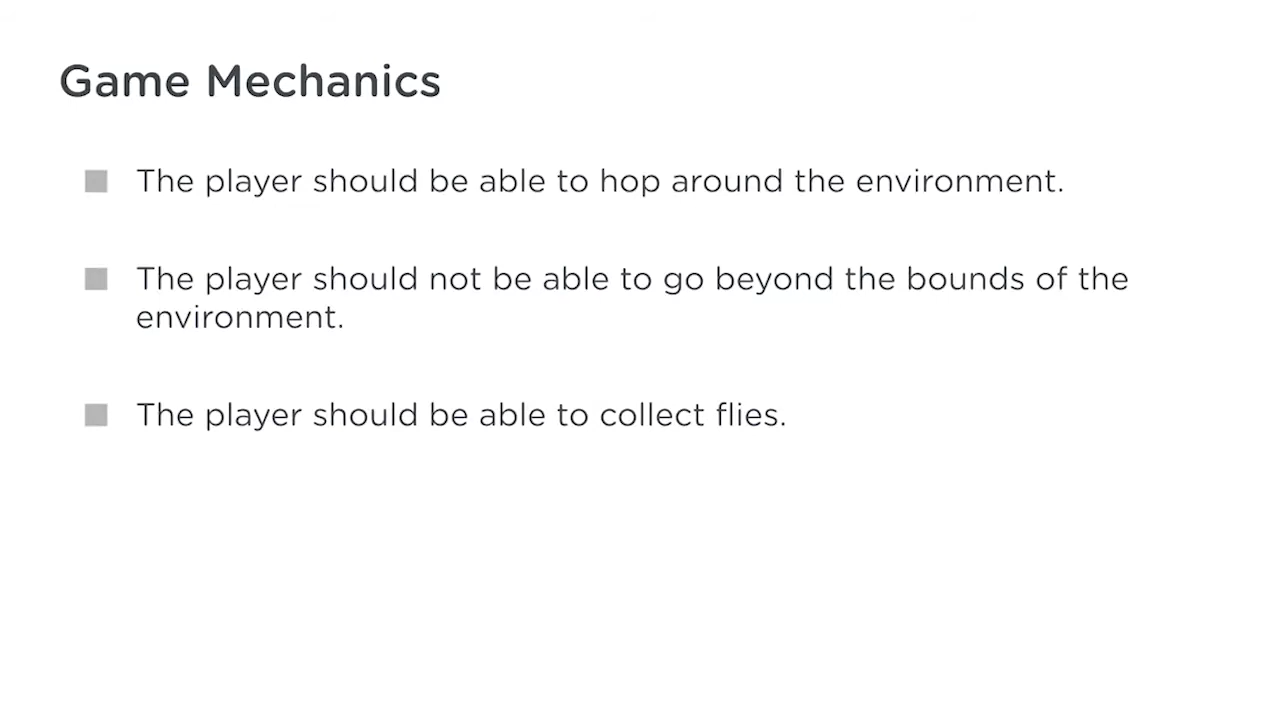 Game Mechanics
The player should be able to hop around the environment.
The player should not be able to go beyond the bounds of the
environment.
The player should be able to collect flies.